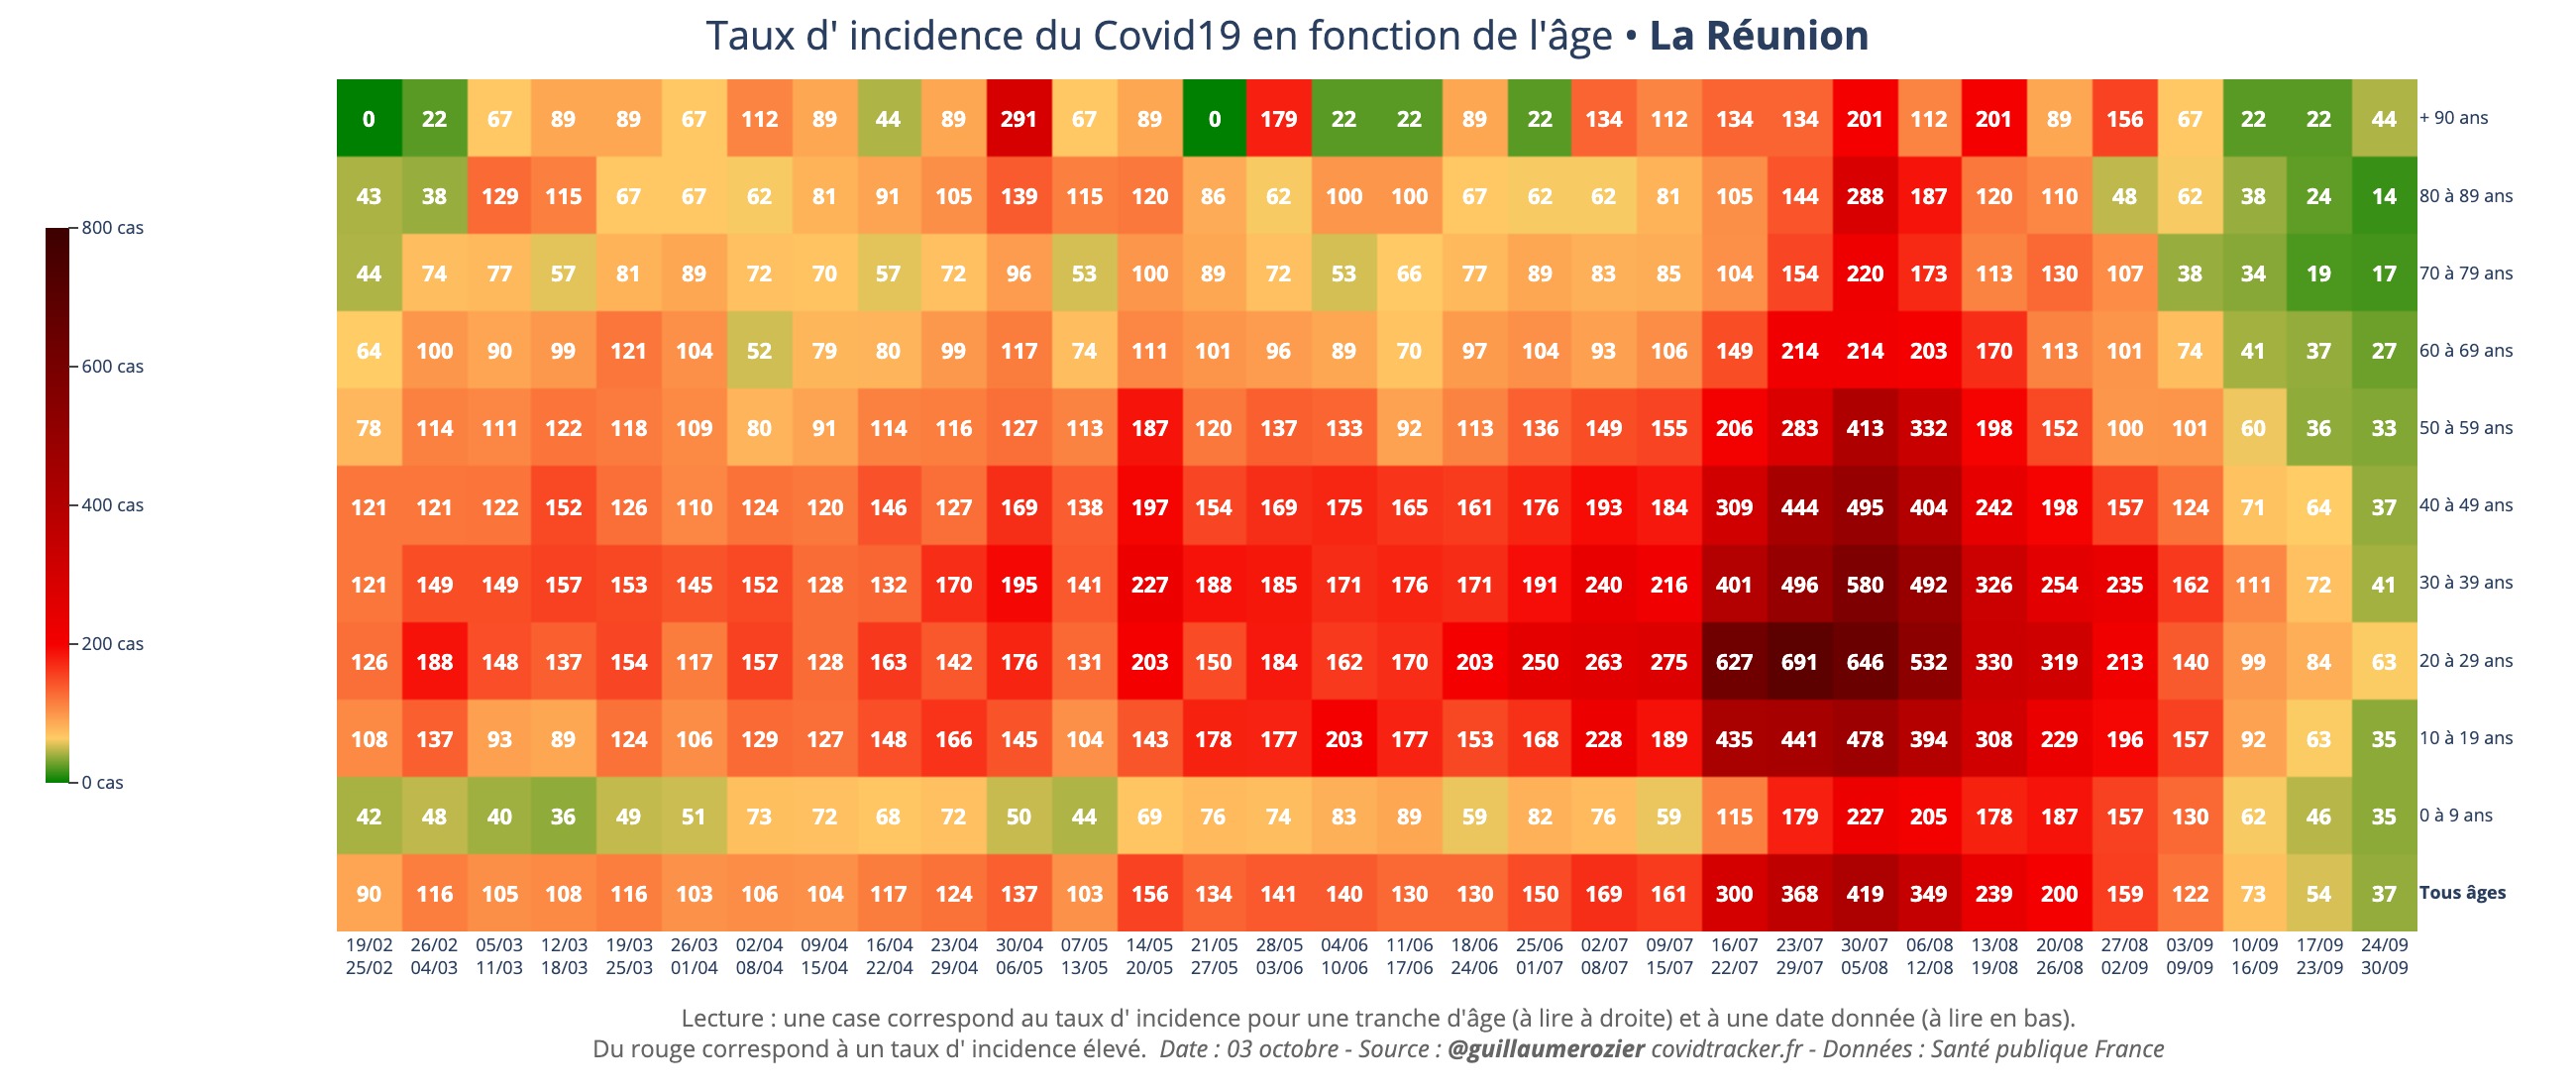 Taux d' incidence du Covid19 en fonction de l'âge • La Réunion
800 cas
600 cas
400 cas
200 cas
0 cas
0 22 67 89 89 67 112 89 44 89 291 67 89 0 179 22 22 89 22 134 112 134 134 201 112 201 89 156 67 22 22 44 + 90 ans
43 38 129 115 67 67 62 81 91 105 139 115 120 86 62 100 100 67 62 62 81 105 144 288 187 120 110 48 62 38 24 14 80 à 89 ans
44 74 77 57 81 89 72 70 57 72 96 53 100 89 72 53 66 77 89 83 85 104 154 220 173 113 130 107 38 34 19 17 70 à 79 ans
64 100 90 99 121 104 52 79 80 99 117 74 111 101 96 89 70 97 104 93 106 149 214 214 203 170 113 101 74 41 37 27 60 à 69 ans
78 114 111 122 118 109 80 91 114 116 127 113 187 120 137 133 92 113 136 149 155 206 283 413 332 198 152 100 101 60 36 33 50 à 59 ans
121 121 122 152 126 110 124 120 146 127 169 138 197 154 169 175 165 161 176 193 184 309 444 495 404 242 198 157 124 71 64 37 40 à 49 ans
121 149 149 157 153 145 152 128 132 170 195 141 227 188 185 171 176 171 191 240 216 401 496 580 492 326 254 235 162 111 72 41 30 à 39 ans
126 188 148 137 154 117 157 128 163 142 176 131 203 150 184 162 170 203 250 263 275 627 691 646 532 330 319 213 140 99 84 63 20 à 29 ans
108 137 93 89 124 106 129 127 148 166 145 104 143 178 177 203 177 153 168 228 189 435 441 478 394 308 229 196 157 92 63 35 10 à 19 ans
42 48 40 36 49 51 73 72 68 72 50 44 69 76 74 83 89 59 82 76 59 115 179 227 205 178 187 157 130 62 46 35 0 à 9 ans
90 116 105 108 116 103 106 104 117 124 137 103 156 134 141 140 130 130 150 169 161 300 368 419 349 239 200 159 122 73 54 37 Tous âges
19/02 26/02 05/03 12/03 19/03 26/03 02/04 09/04 16/04 23/04 30/04 07/05 14/05 21/05 28/05 04/06 11/06 18/06 25/06 02/07 09/07 16/07 23/07 30/07 06/08 13/08 20/08 27/08 03/09 10/09 17/09 24/09
25/02 04/03 11/03 18/03 25/03 01/04 08/04 15/04 22/04 29/04 06/05 13/05 20/05 27/05 03/06 10/06 17/06 24/06 01/07 08/07 15/07 22/07 29/07 05/08 12/08 19/08 26/08 02/09 09/09 16/09 23/09 30/09
Lecture : une case correspond au taux d' incidence pour une tranche d'âge (à lire à droite) et à une date donnée (à lire en bas).
Du rouge correspond à un taux d' incidence élevé. Date : 03 octobre - Source : @guillaumerozier covidtracker.fr - Données : Santé publique France